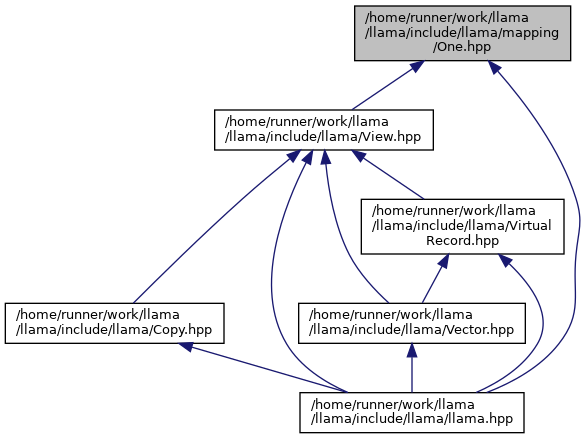 /home/runner/work/llama
/llama/include/llama/mapping
/One.hpp
/home/runner/work/llama
/llama/include/llama/View.hpp
/home/runner/work/llama
/llama/include/llama/Virtual
Record.hpp
/home/runner/work/llama
/llama/include/llama/Copy.hpp
/home/runner/work/llama
/llama/include/llama/Vector.hpp
/home/runner/work/llama
/llama/include/llama/llama.hpp